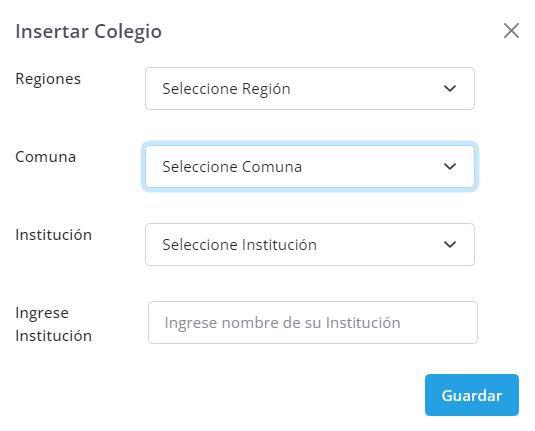 Insertar Colegio
Regiones
Seleccione Región
Comuna
Seleccione Comuna
Institución
Seleccione Institución
Ingrese
Institución
Ingrese nombre de su Institución
Guardar